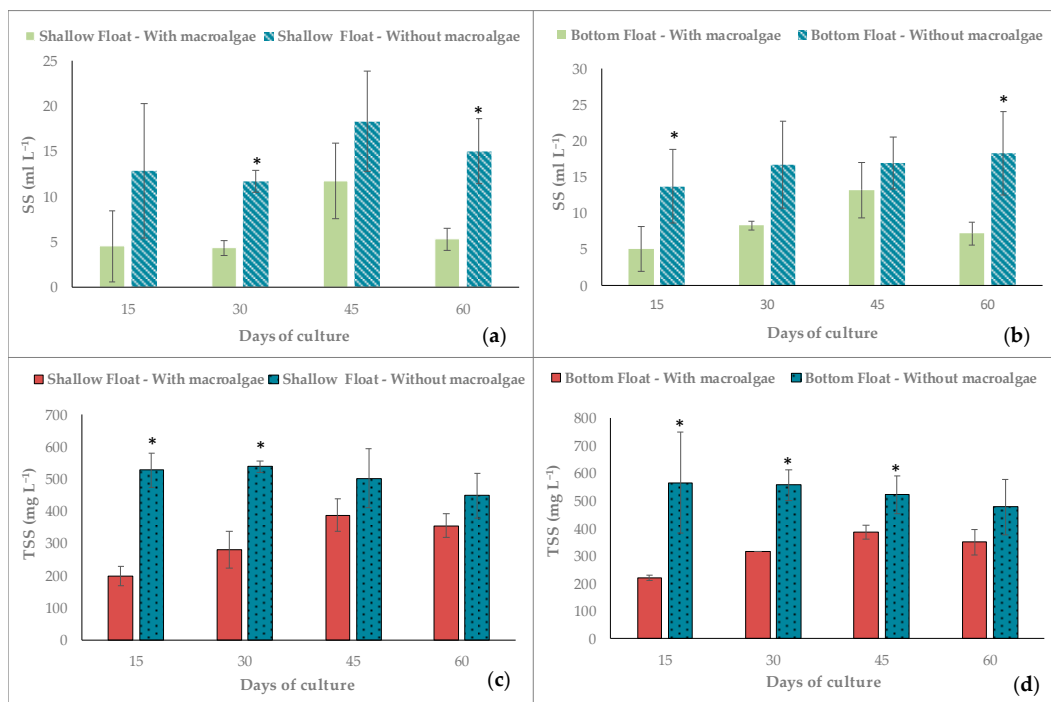 Shallow Float - With macroalgae Shallow Float - Without macroalgae
25
20
15
10
5
0
SS (ml L⁻¹)
* *
15 30 45 60
Days of culture
(a)
Bottom Float - With macroalgae Bottom Float - Without macroalgae
30
25
20
15
10
5
0
SS (ml L⁻¹)
* *
15 30 45 60
Days of culture
(b)
Shallow Float - With macroalgae Shallow Float - Without macroalgae
700
600
500
400
300
200
100
0
TSS (mg L⁻¹)
* *
15 30 45 60
Days of culture
(c)
Bottom Float - With macroalgae Bottom Float - Without macroalgae
800
700
600
500
400
300
200
100
0
TSS (mg L⁻¹)
* * *
15 30 45 60
Days of culture
(d)